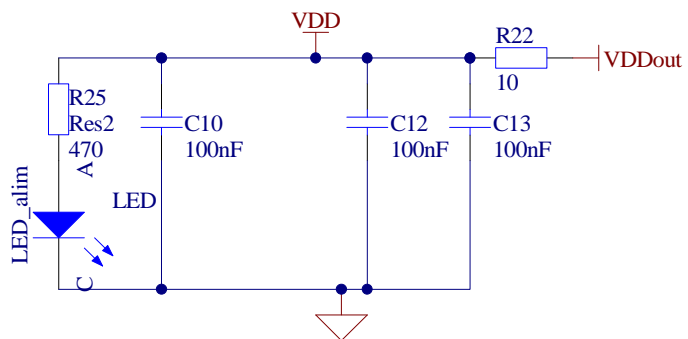 VDD
R22
VDDout
10
R25
Res2
470
C10
100nF
C12
100nF
C13
100nF
A
LED
LED_alim
C